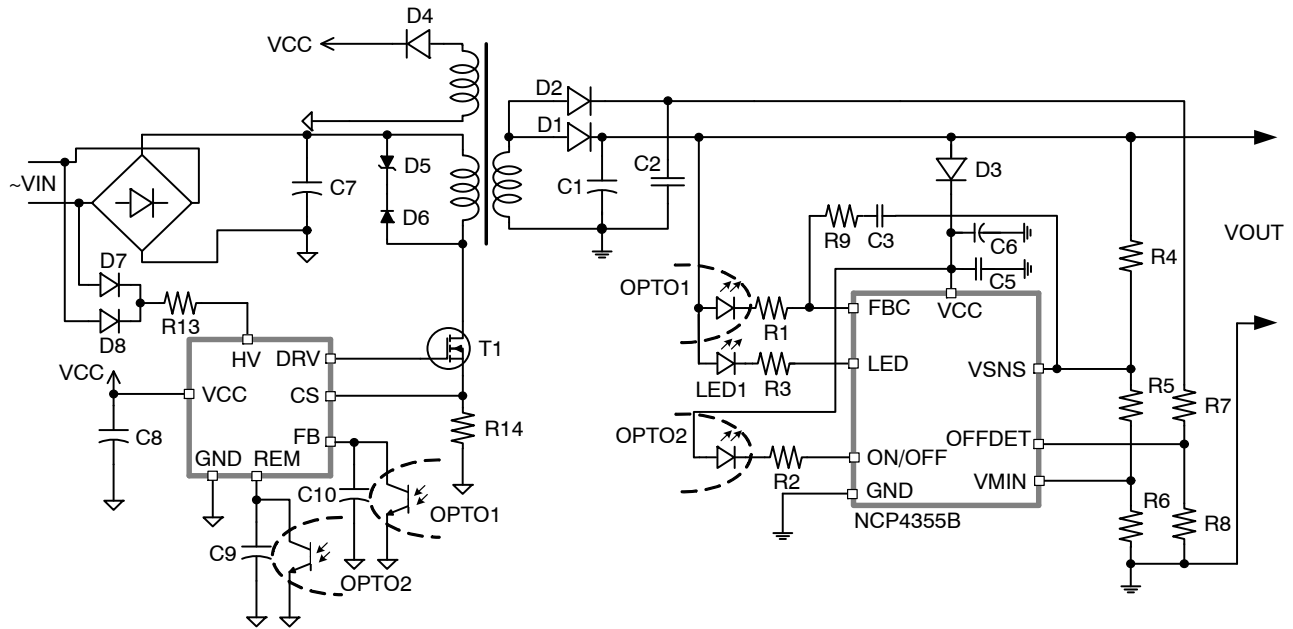 D4
VCC
D2
D1
D5
D6
C7
~VIN
C1
C2
D3
R9
C3
C6
C5
R4
VOUT
D7
D8
R13
HV
DRV
T1
VCC
VCC
CS
FB
GND
REM
C8
R14
C10
OPTO1
C9
OPTO2
OPTO1
R1
FBC
VCC
LED1
R3
LED
VSNS
R5
R7
OPTO2
R2
ON/OFF
OFFDET
GND
VMIN
R6
R8
NCP4355B